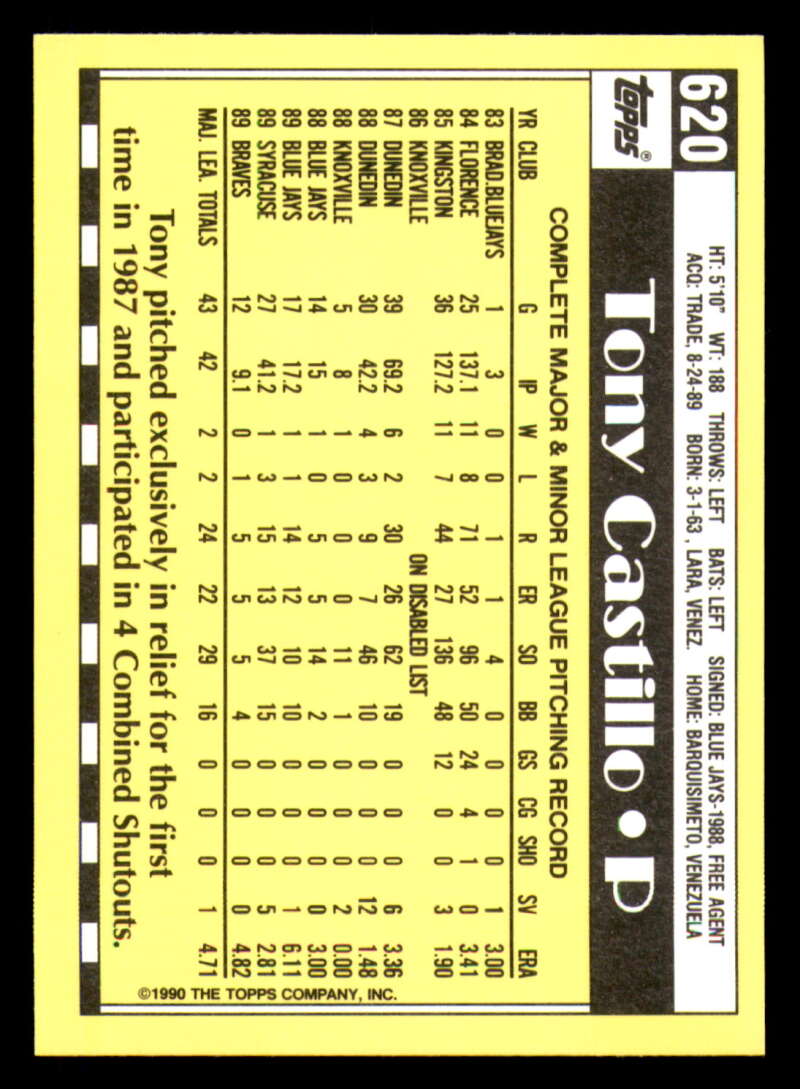 620
Topps®
HT: 5'10" WT: 188 THROWS: LEFT BATS: LEFT SIGNED: BLUE JAYS-1988, FREE AGENT
ACQ: TRADE, 8-24-89 BORN: 3-1-63 , LARA, VENEZ. HOME: BARQUISIMETO, VENEZUELA
Tony Castillo • P
COMPLETE MAJOR & MINOR LEAGUE PITCHING RECORD
YR CLUB G IP W L R ER SO BB GS CG SHO SV ERA
83 BRAD.BLUEJAYS 1 3 0 0 1 1 4 0 0 0 0 1 3.00
84 FLORENCE 25 137.1 11 8 71 52 96 50 24 4 1 0 3.41
85 KINGSTON 36 127.2 11 7 44 27 136 48 12 0 0 3 1.90
86 KNOXVILLE ON DISABLED LIST
87 DUNEDIN 39 69.2 6 2 30 26 62 19 0 0 0 6 3.36
88 DUNEDIN 30 42.2 4 3 9 7 46 10 0 0 0 12 1.48
88 KNOXVILLE 5 8 1 0 0 0 11 1 0 0 0 2 0.00
88 BLUE JAYS 14 15 1 0 5 5 14 2 0 0 0 0 3.00
89 BLUE JAYS 17 17.2 1 1 14 12 10 10 0 0 0 1 6.11
89 SYRACUSE 27 41.2 1 3 15 13 37 15 0 0 0 5 2.81
89 BRAVES 12 9.1 0 1 5 5 5 4 0 0 0 0 4.82
MAJ. LEA. TOTALS 43 42 2 2 24 22 29 16 0 0 0 1 4.71
Tony pitched exclusively in relief for the first
time in 1987 and participated in 4 Combined Shutouts.
©1990 THE TOPPS COMPANY, INC.